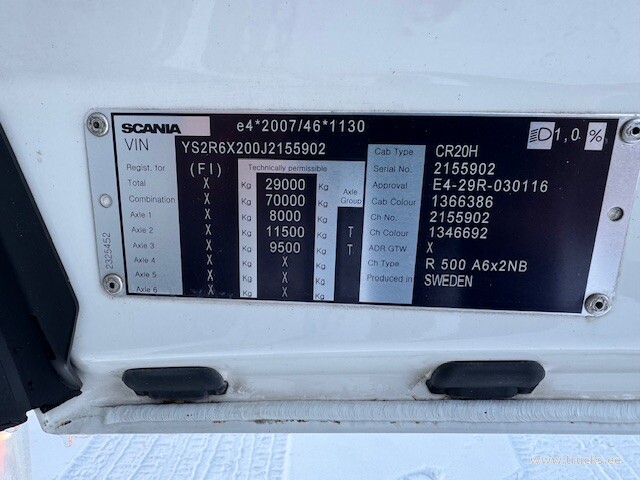 SCANIA e4*2007/46*1130
VIN YS2R6X200J2155902
1,0 %
Regist. for (FI) Technically permissible
Total X Kg 29000 Kg Axle Group
Combination X Kg 70000 Kg
Axle 1 X Kg 8000 Kg
Axle 2 X Kg 11500 Kg T
Axle 3 X Kg 9500 Kg T
Axle 4 X Kg X Kg
Axle 5 X Kg X Kg
Axle 6 X Kg X Kg
Cab Type CR20H
Serial No. 2155902
Approval E4-29R-030116
Cab Colour 1366386
Ch No. 2155902
Ch Colour 1346692
ADR GTW X
Ch Type R 500 A6x2NB
Produced in SWEDEN
2325452
www.trucks.ee